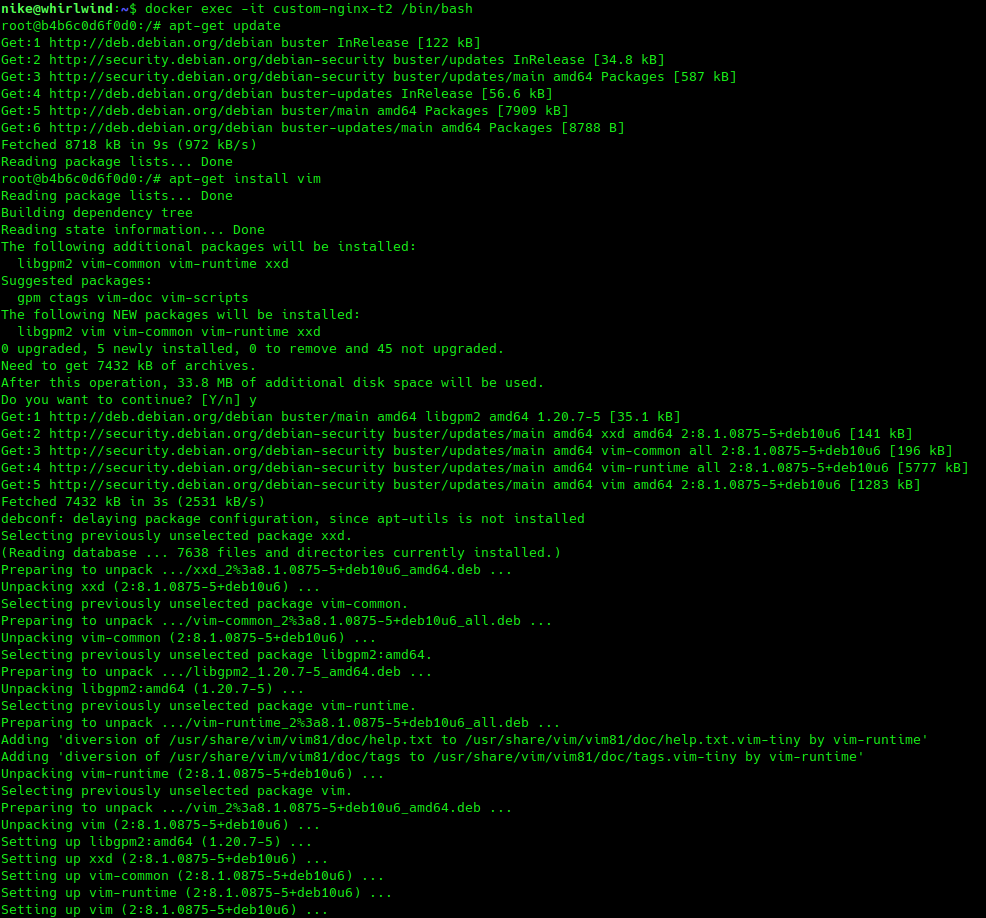 nike@whirlwind:~$ docker exec -it custom-nginx-t2 /bin/bash
root@b4b6c0d6f0d0:/# apt-get update
Get:1 http://deb.debian.org/debian buster InRelease [122 kB]
Get:2 http://security.debian.org/debian-security buster/updates InRelease [34.8 kB]
Get:3 http://security.debian.org/debian-security buster/updates/main amd64 Packages [587 kB]
Get:4 http://deb.debian.org/debian buster-updates InRelease [56.6 kB]
Get:5 http://deb.debian.org/debian buster/main amd64 Packages [7909 kB]
Get:6 http://deb.debian.org/debian buster-updates/main amd64 Packages [8788 B]
Fetched 8718 kB in 9s (972 kB/s)
Reading package lists... Done
root@b4b6c0d6f0d0:/# apt-get install vim
Reading package lists... Done
Building dependency tree
Reading state information... Done
The following additional packages will be installed:
  libgpm2 vim-common vim-runtime xxd
Suggested packages:
  gpm ctags vim-doc vim-scripts
The following NEW packages will be installed:
  libgpm2 vim vim-common vim-runtime xxd
0 upgraded, 5 newly installed, 0 to remove and 45 not upgraded.
Need to get 7432 kB of archives.
After this operation, 33.8 MB of additional disk space will be used.
Do you want to continue? [Y/n] y
Get:1 http://deb.debian.org/debian buster/main amd64 libgpm2 amd64 1.20.7-5 [35.1 kB]
Get:2 http://security.debian.org/debian-security buster/updates/main amd64 xxd amd64 2:8.1.0875-5+deb10u6 [141 kB]
Get:3 http://security.debian.org/debian-security buster/updates/main amd64 vim-common all 2:8.1.0875-5+deb10u6 [196 kB]
Get:4 http://security.debian.org/debian-security buster/updates/main amd64 vim-runtime all 2:8.1.0875-5+deb10u6 [5777 kB]
Get:5 http://security.debian.org/debian-security buster/updates/main amd64 vim amd64 2:8.1.0875-5+deb10u6 [1283 kB]
Fetched 7432 kB in 3s (2531 kB/s)
debconf: delaying package configuration, since apt-utils is not installed
Selecting previously unselected package xxd.
(Reading database ... 7638 files and directories currently installed.)
Preparing to unpack .../xxd_2%3a8.1.0875-5+deb10u6_amd64.deb ...
Unpacking xxd (2:8.1.0875-5+deb10u6) ...
Selecting previously unselected package vim-common.
Preparing to unpack .../vim-common_2%3a8.1.0875-5+deb10u6_all.deb ...
Unpacking vim-common (2:8.1.0875-5+deb10u6) ...
Selecting previously unselected package libgpm2:amd64.
Preparing to unpack .../libgpm2_1.20.7-5_amd64.deb ...
Unpacking libgpm2:amd64 (1.20.7-5) ...
Selecting previously unselected package vim-runtime.
Preparing to unpack .../vim-runtime_2%3a8.1.0875-5+deb10u6_all.deb ...
Adding 'diversion of /usr/share/vim/vim81/doc/help.txt to /usr/share/vim/vim81/doc/help.txt.vim-tiny by vim-runtime'
Adding 'diversion of /usr/share/vim/vim81/doc/tags to /usr/share/vim/vim81/doc/tags.vim-tiny by vim-runtime'
Unpacking vim-runtime (2:8.1.0875-5+deb10u6) ...
Selecting previously unselected package vim.
Preparing to unpack .../vim_2%3a8.1.0875-5+deb10u6_amd64.deb ...
Unpacking vim (2:8.1.0875-5+deb10u6) ...
Setting up libgpm2:amd64 (1.20.7-5) ...
Setting up xxd (2:8.1.0875-5+deb10u6) ...
Setting up vim-common (2:8.1.0875-5+deb10u6) ...
Setting up vim-runtime (2:8.1.0875-5+deb10u6) ...
Setting up vim (2:8.1.0875-5+deb10u6) ...